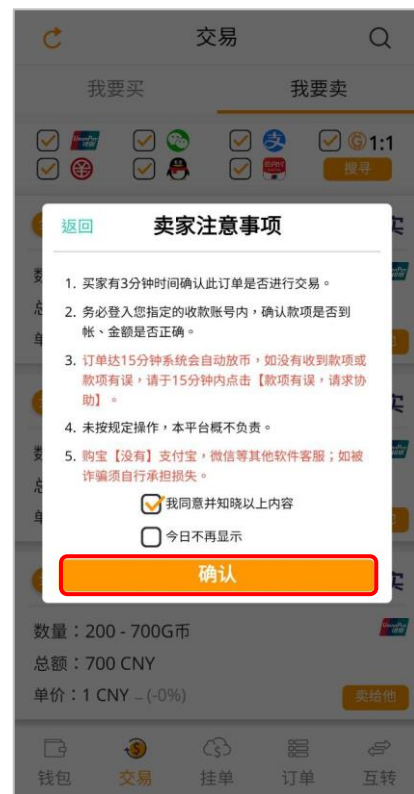 交易
我要买 我要卖
1:1
搜寻
返回 卖家注意事项
1. 买家有3分钟时间确认此订单是否进行交易。
2. 务必登入您指定的收款账号内，确认款项是否到
帐、金额是否正确。
3. 订单达15分钟系统会自动放币，如没有收到款项或
款项有误，请于15分钟内点击【款项有误，请求协
助】。
4. 未按规定操作，本平台概不负责。
5. 购宝【没有】支付宝，微信等其他软件客服；如被
诈骗须自行承担损失。
我同意并知晓以上内容
今日不再显示
确认
数量：200 - 700G币
总额：700 CNY
单价：1 CNY – (-0%)
卖给他
钱包 交易 挂单 订单 互转